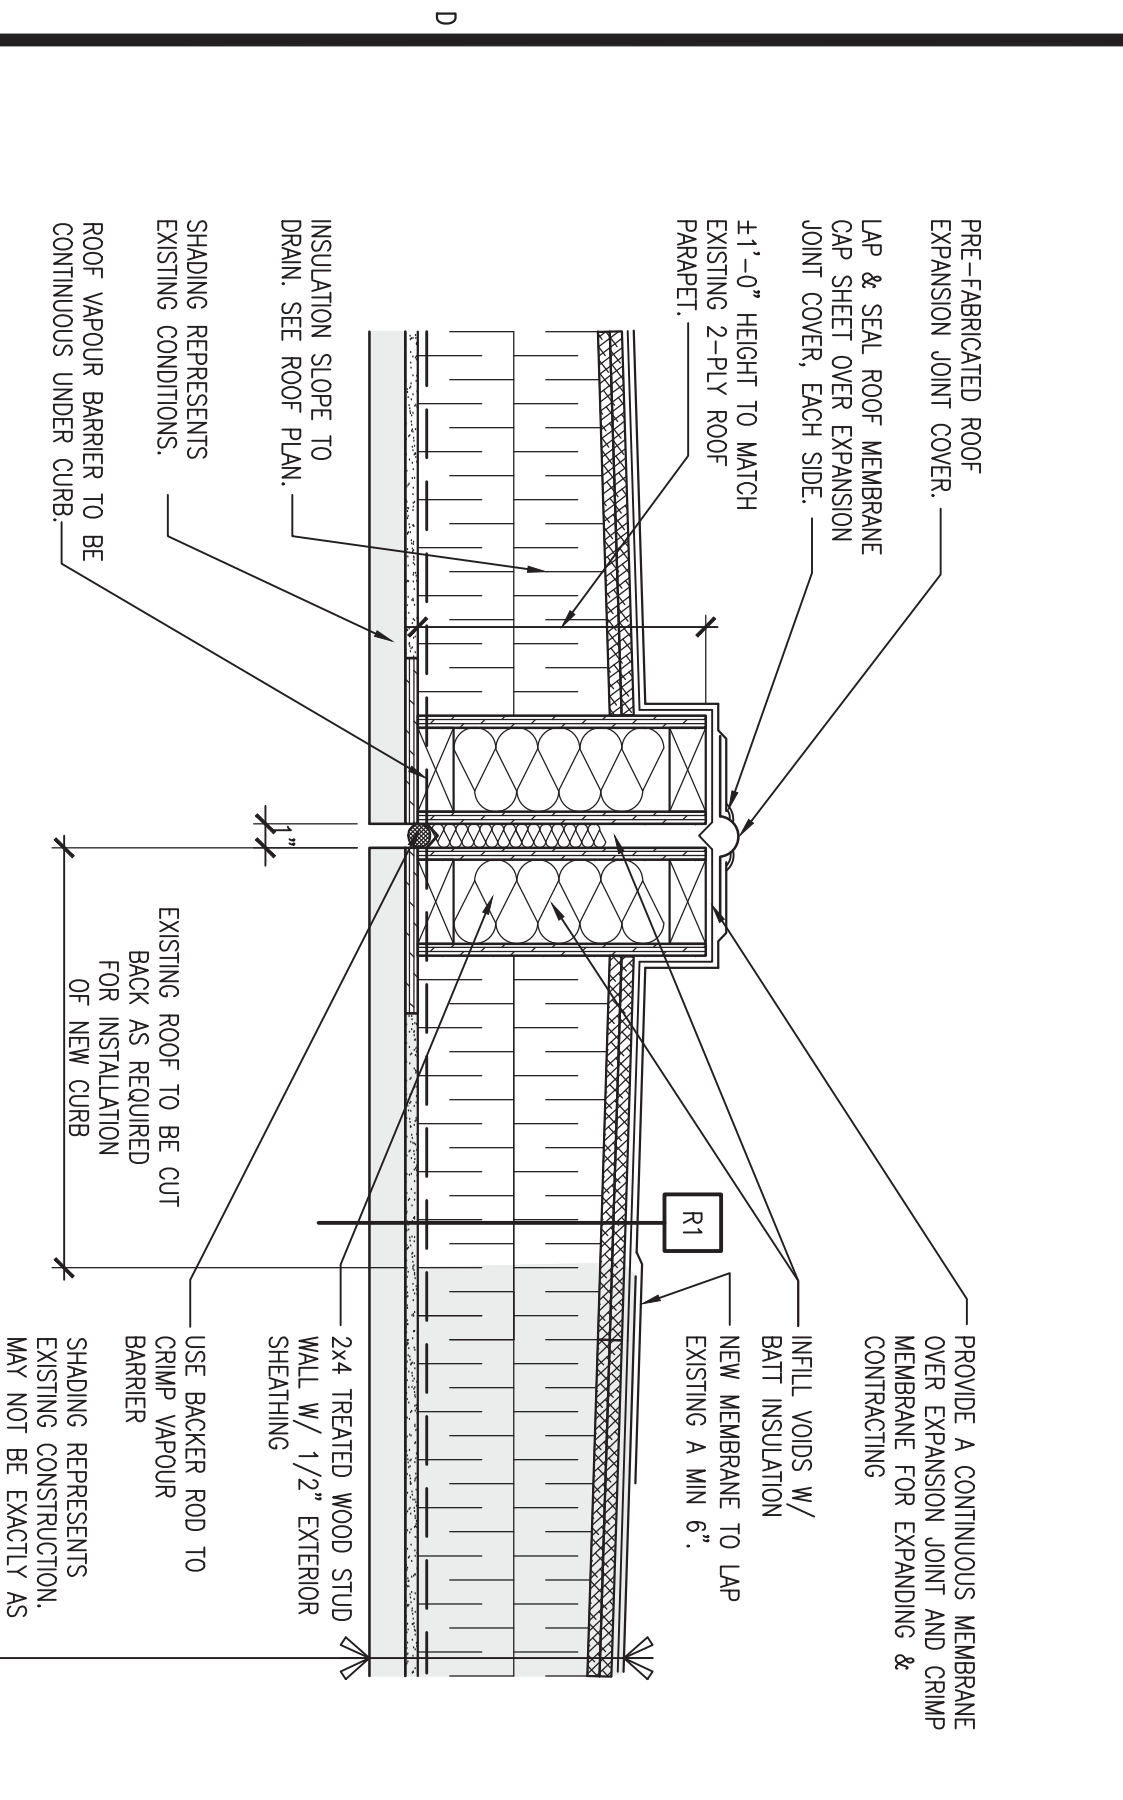 D
PRE-FABRICATED ROOF
EXPANSION JOINT COVER.
LAP & SEAL ROOF MEMBRANE
CAP SHEET OVER EXPANSION
JOINT COVER, EACH SIDE.
±1'-0" HEIGHT TO MATCH
EXISTING 2-PLY ROOF
PARAPET.
INSULATION SLOPE TO
DRAIN. SEE ROOF PLAN.
SHADING REPRESENTS
EXISTING CONDITIONS.
ROOF VAPOUR BARRIER TO BE
CONTINUOUS UNDER CURB.
1"
EXISTING ROOF TO BE CUT
BACK AS REQUIRED
FOR INSTALLATION
OF NEW CURB
R1
PROVIDE A CONTINUOUS MEMBRANE
OVER EXPANSION JOINT AND CRIMP
MEMBRANE FOR EXPANDING &
CONTRACTING
INFILL VOIDS W/
BATT INSULATION
NEW MEMBRANE TO LAP
EXISTING A MIN 6".
2x4 TREATED WOOD STUD
WALL W/ 1/2" EXTERIOR
SHEATHING
USE BACKER ROD TO
CRIMP VAPOUR
BARRIER
SHADING REPRESENTS
EXISTING CONSTRUCTION.
MAY NOT BE EXACTLY AS